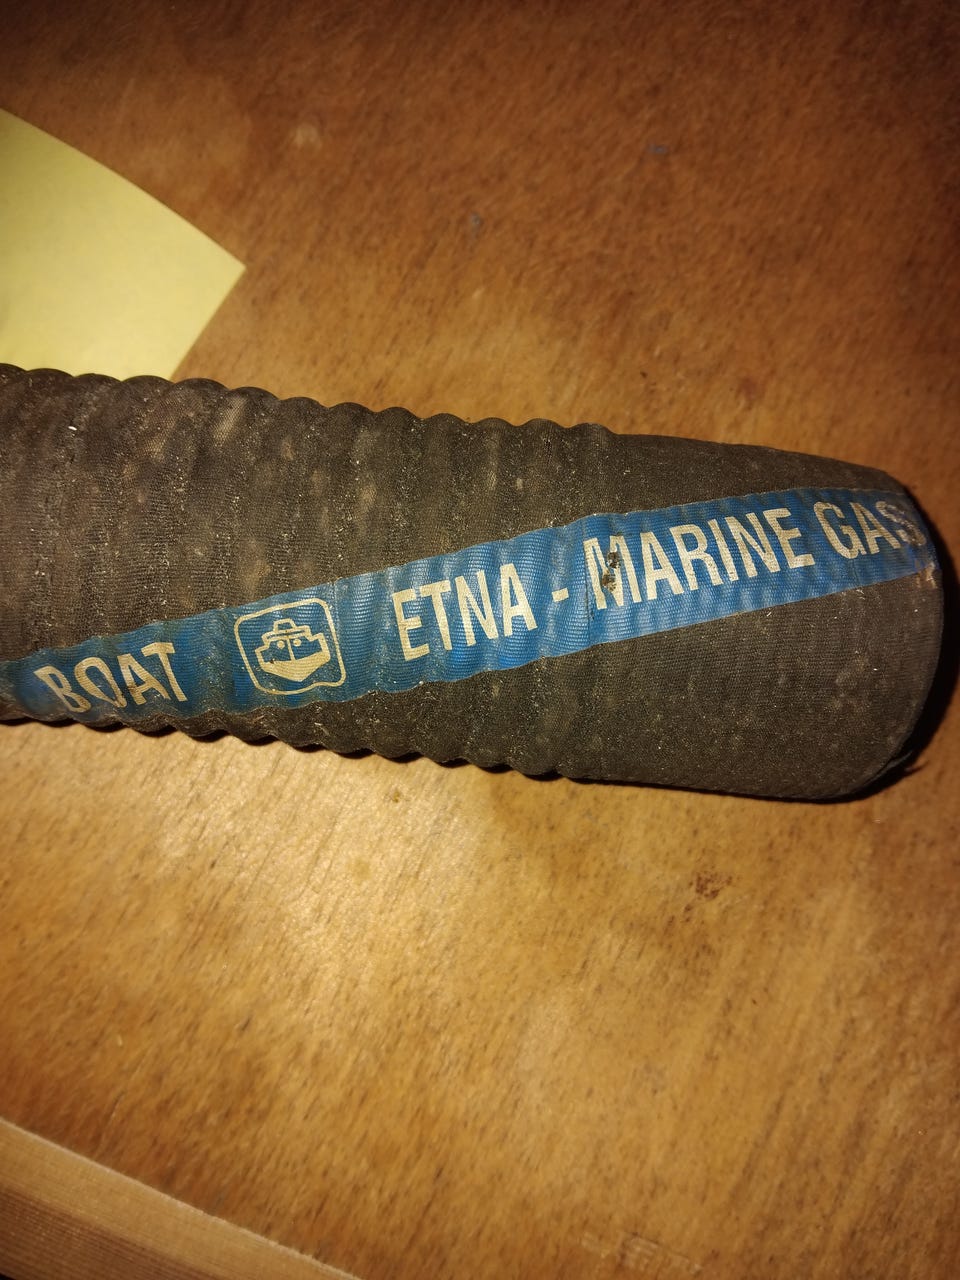 BOAT ETNA - MARINE GAS